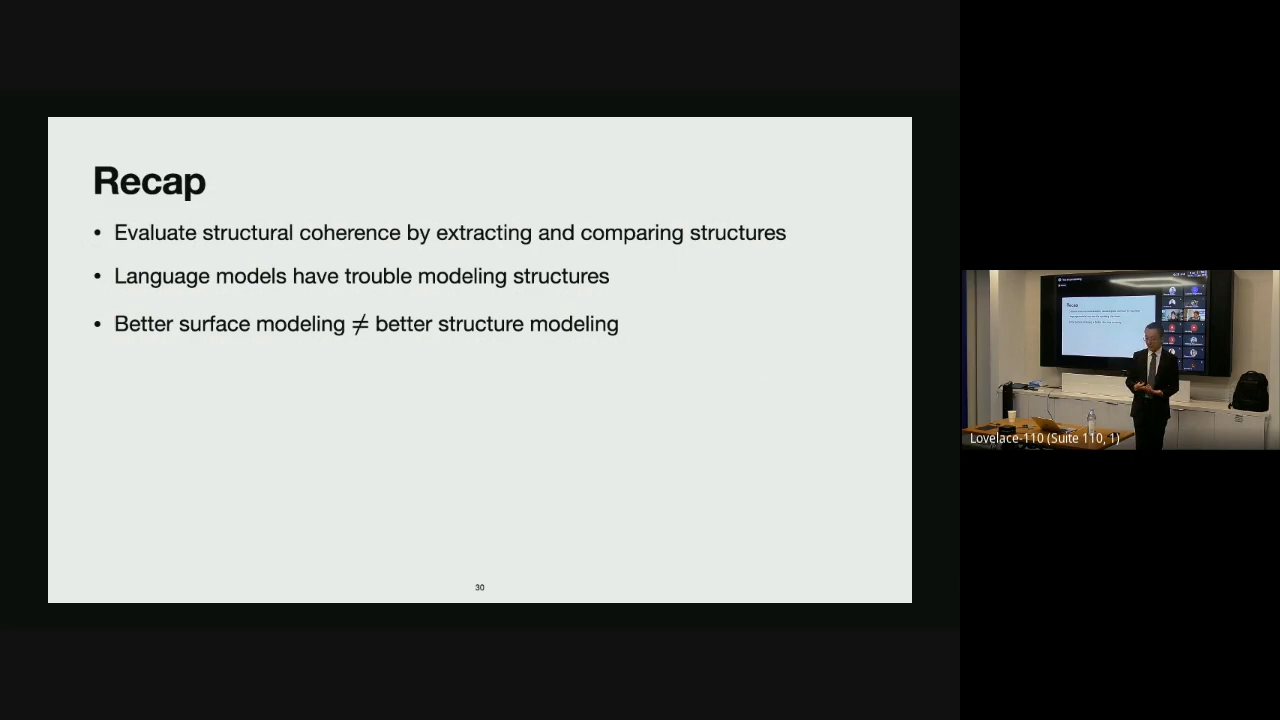 Recap
• Evaluate structural coherence by extracting and comparing structures
• Language models have trouble modeling structures
• Better surface modeling ≠ better structure modeling
30
Recap
Lovelace-110 (Suite 110, 1)